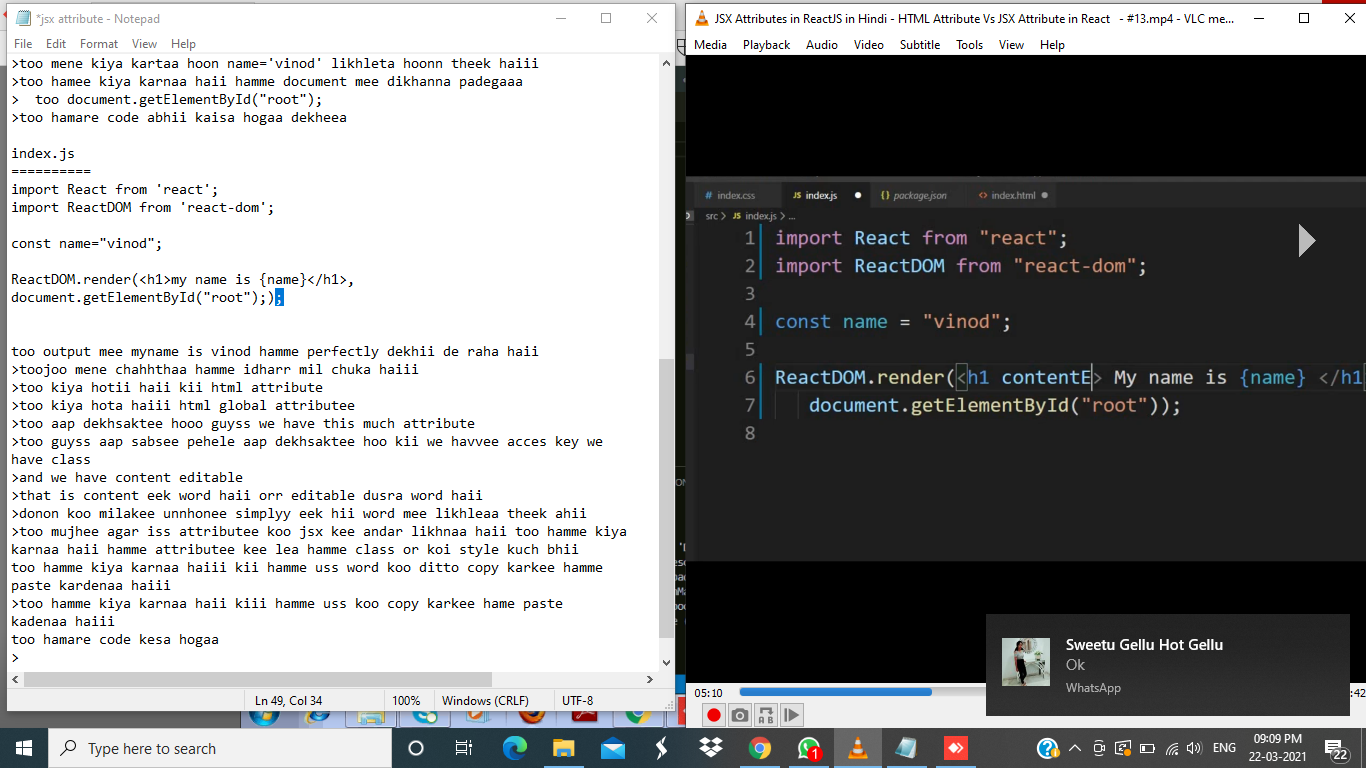 *jsx attribute - Notepad
File Edit Format View Help
>too mene kiya kartaa hoon name='vinod' likhleta hoonn theek haiii
>too hamee kiya karnaa haii hamme document mee dikhanna padegaaa
>  too document.getElementById("root");
>too hamare code abhii kaisa hogaa dekheea
index.js
==========
import React from 'react';
import ReactDOM from 'react-dom';
const name="vinod";
ReactDOM.render(<h1>my name is {name}</h1>,
document.getElementById("root");););
too output mee myname is vinod hamme perfectly dekhii de raha haii
>toojoo mene chahhthaa hamme idharr mil chuka haiii
>too kiya hotii haii kii html attribute
>too kiya hota haiii html global attributee
>too aap dekhsaktee hooo guyss we have this much attribute
>too guyss aap sabsee pehele aap dekhsaktee hoo kii we havvee acces key we
have class
>and we have content editable
>that is content eek word haii orr editable dusra word haii
>donon koo milakee unnhonee simplyy eek hii word mee likhleaa theek ahii
>too mujhee agar iss attributee koo jsx kee andar likhnaa haii too hamme kiya
karnaa haii hamme attributee kee lea hamme class or koi style kuch bhii
too hamme kiya karnaa haiii kii hamme uss word koo ditto copy karkee hamme
paste kardenaa haiii
>too hamme kiya karnaa haii kiii hamme uss koo copy karkee hame paste
kadenaa haiii
too hamare code kesa hogaa
>
Ln 49, Col 34 100% Windows (CRLF) UTF-8
JSX Attributes in ReactJS in Hindi - HTML Attribute Vs JSX Attribute in React - #13.mp4 - VLC me...
Media Playback Audio Video Subtitle Tools View Help
# index.css JS index.js {} package.json <> index.html
src > JS index.js > ...
1 import React from "react";
2 import ReactDOM from "react-dom";
3
4 const name = "vinod";
5
6 ReactDOM.render(<h1 contentE> My name is {name} </h1
7 document.getElementById("root"));
8
Sweetu Gellu Hot Gellu
Ok
WhatsApp
05:10 :42
Type here to search
1
ENG
09:09 PM
22-03-2021
22